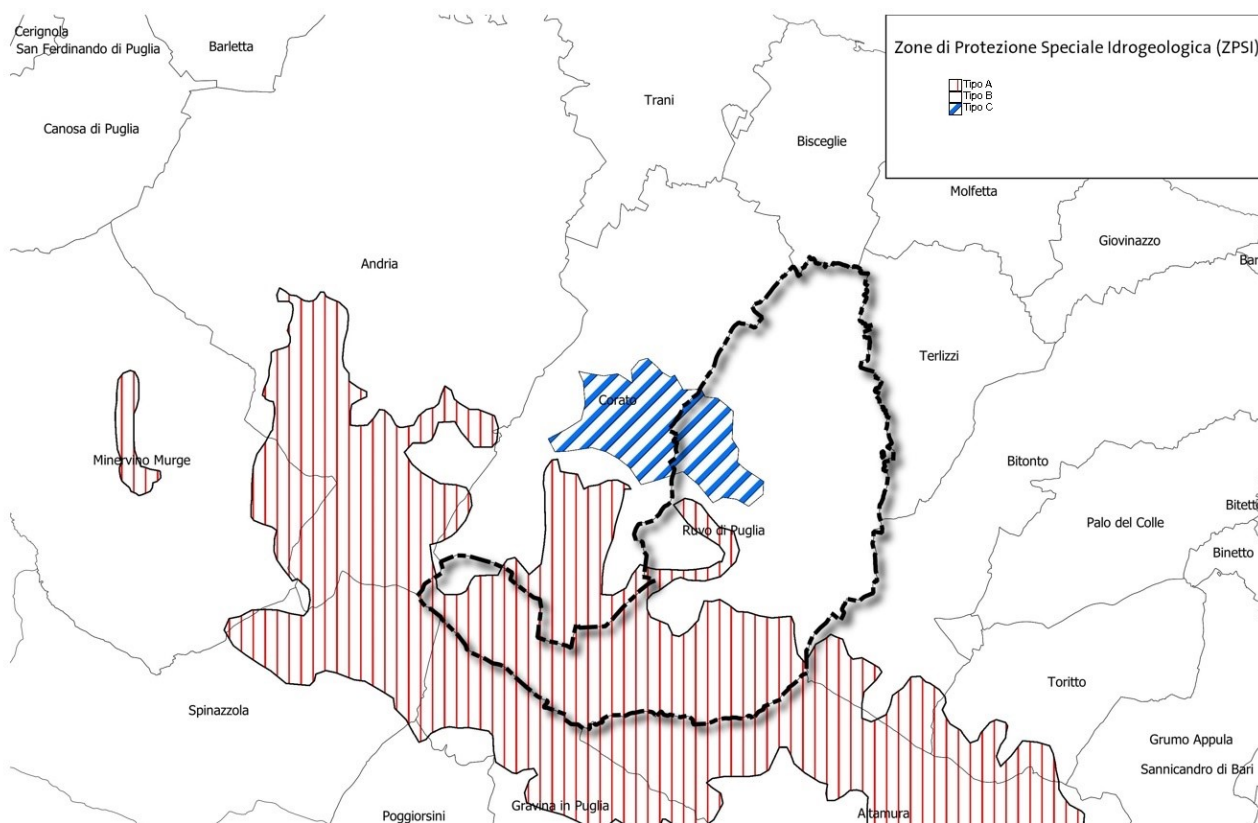 Cerignola
San Ferdinando di Puglia
Barletta
Zone di Protezione Speciale Idrogeologica (ZPSI)
Tipo A
Tipo B
Tipo C
Trani
Canosa di Puglia
Bisceglie
Molfetta
Giovinazzo
Bar
Andria
Terlizzi
Corato
Minervino Murge
Bitonto
Ruvo di Puglia
Palo del Colle
Bitett
Binetto
Toritto
Spinazzola
Grumo Appula
Sannicandro di Bari
Gravina in Puglia
Altamura
Poggiorsini